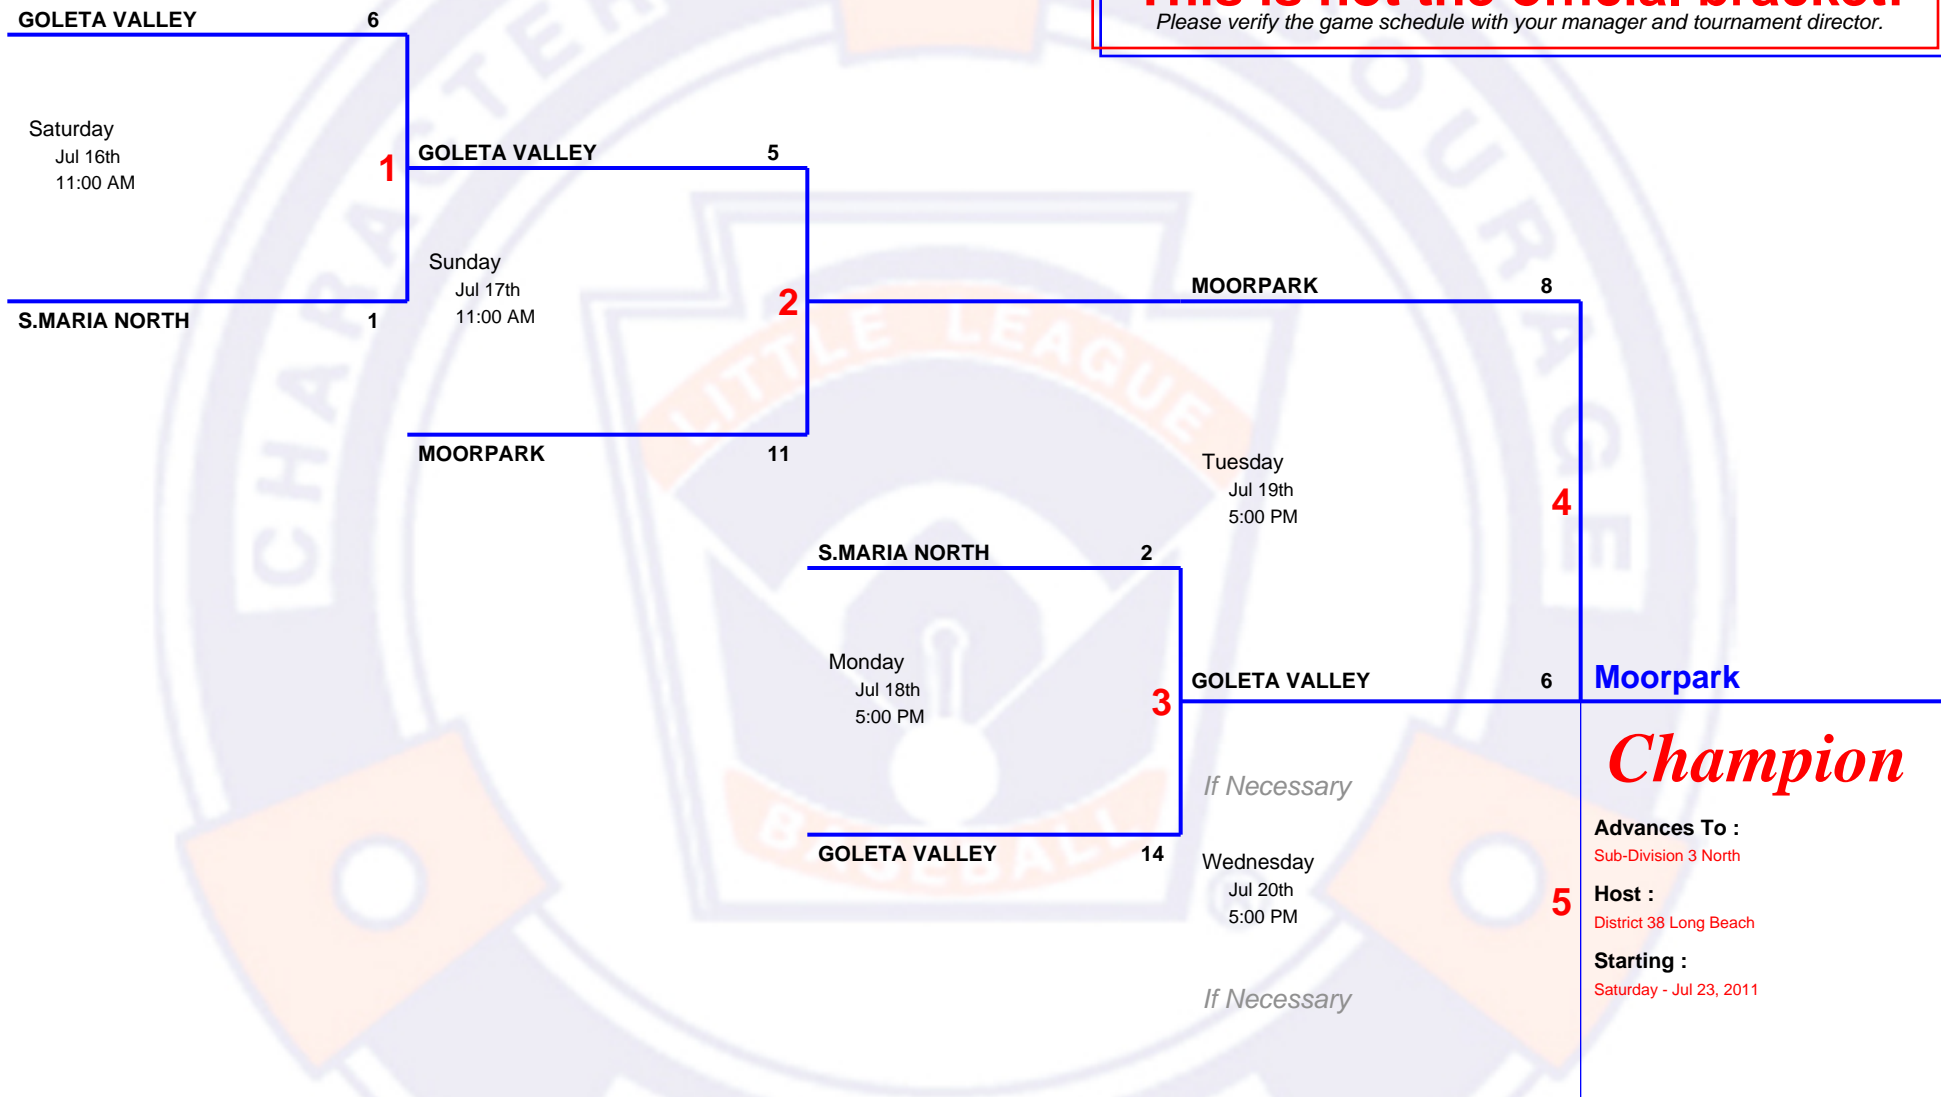 This is not the official bracket!
Please verify the game schedule with your manager and tournament director.
GOLETA VALLEY 6
Saturday
Jul 16th
11:00 AM
1
S.MARIA NORTH 1
GOLETA VALLEY 5
Sunday
Jul 17th
11:00 AM
2
MOORPARK 11
MOORPARK 8
Tuesday
Jul 19th
5:00 PM
4
S.MARIA NORTH 2
Monday
Jul 18th
5:00 PM
3
GOLETA VALLEY 14
GOLETA VALLEY 6
If Necessary
Wednesday
Jul 20th
5:00 PM
5
If Necessary
Moorpark
Champion
Advances To :
Sub-Division 3 North
Host :
District 38 Long Beach
Starting :
Saturday - Jul 23, 2011
CHARACTER
COURAGE
LITTLE LEAGUE
BASEBALL
®